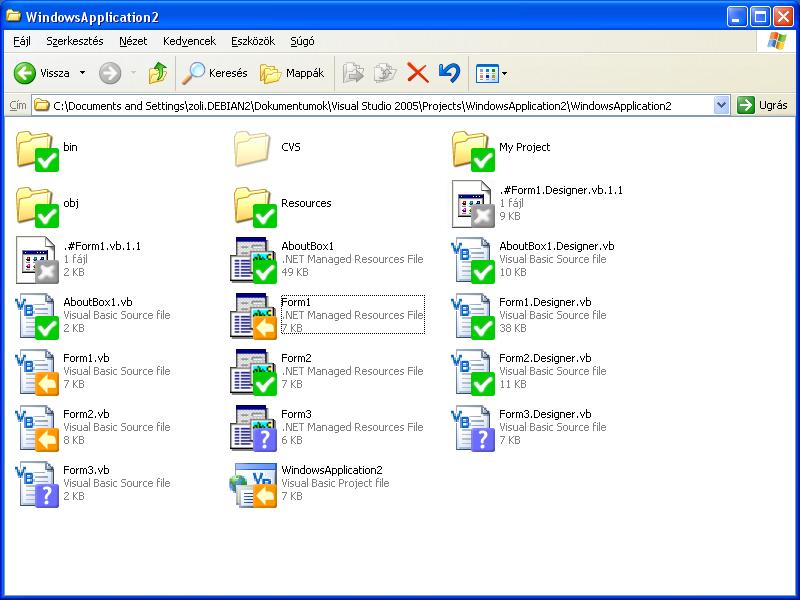 WindowsApplication2
Fájl Szerkesztés Nézet Kedvencek Eszközök Súgó
Vissza Keresés Mappák
Cím C:\Documents and Settings\zoli.DEBIAN2\Dokumentumok\Visual Studio 2005\Projects\WindowsApplication2\WindowsApplication2 Ugrás
bin
CVS
My Project
obj
Resources
.#Form1.Designer.vb.1.1
1 fájl
9 KB
.#Form1.vb.1.1
1 fájl
2 KB
AboutBox1
.NET Managed Resources File
49 KB
AboutBox1.Designer.vb
Visual Basic Source file
10 KB
AboutBox1.vb
Visual Basic Source file
2 KB
Form1
.NET Managed Resources File
7 KB
Form1.Designer.vb
Visual Basic Source file
38 KB
Form1.vb
Visual Basic Source file
7 KB
Form2
.NET Managed Resources File
7 KB
Form2.Designer.vb
Visual Basic Source file
11 KB
Form2.vb
Visual Basic Source file
8 KB
Form3
.NET Managed Resources File
6 KB
Form3.Designer.vb
Visual Basic Source file
7 KB
Form3.vb
Visual Basic Source file
2 KB
WindowsApplication2
Visual Basic Project file
7 KB